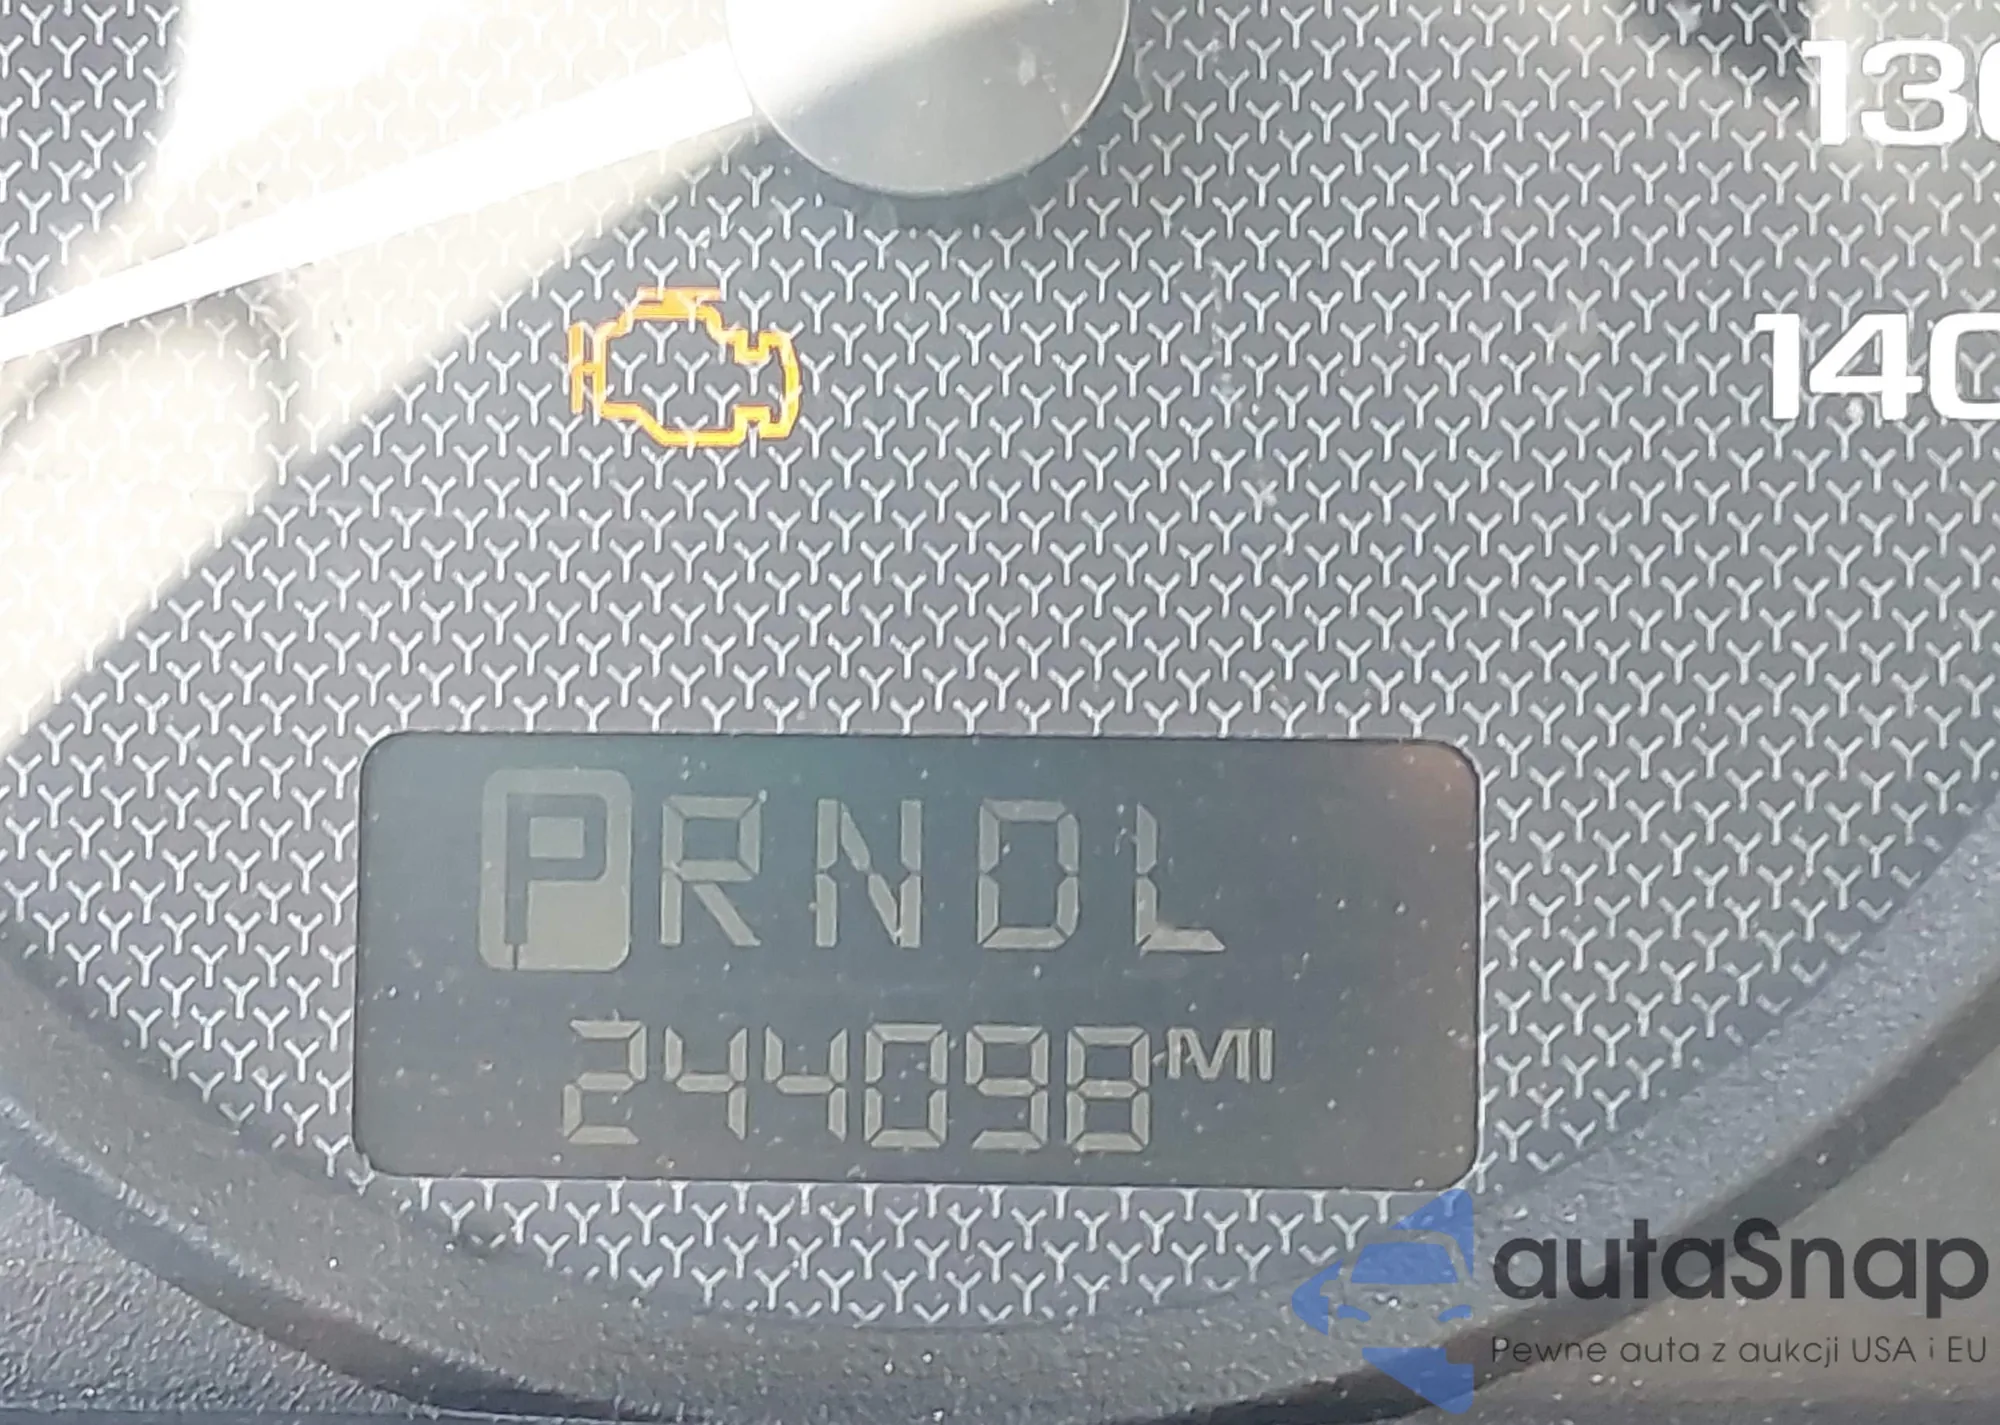 130
140
PRNDL
244098 MI
autaSnap
Pewne auta z aukcji USA i EU